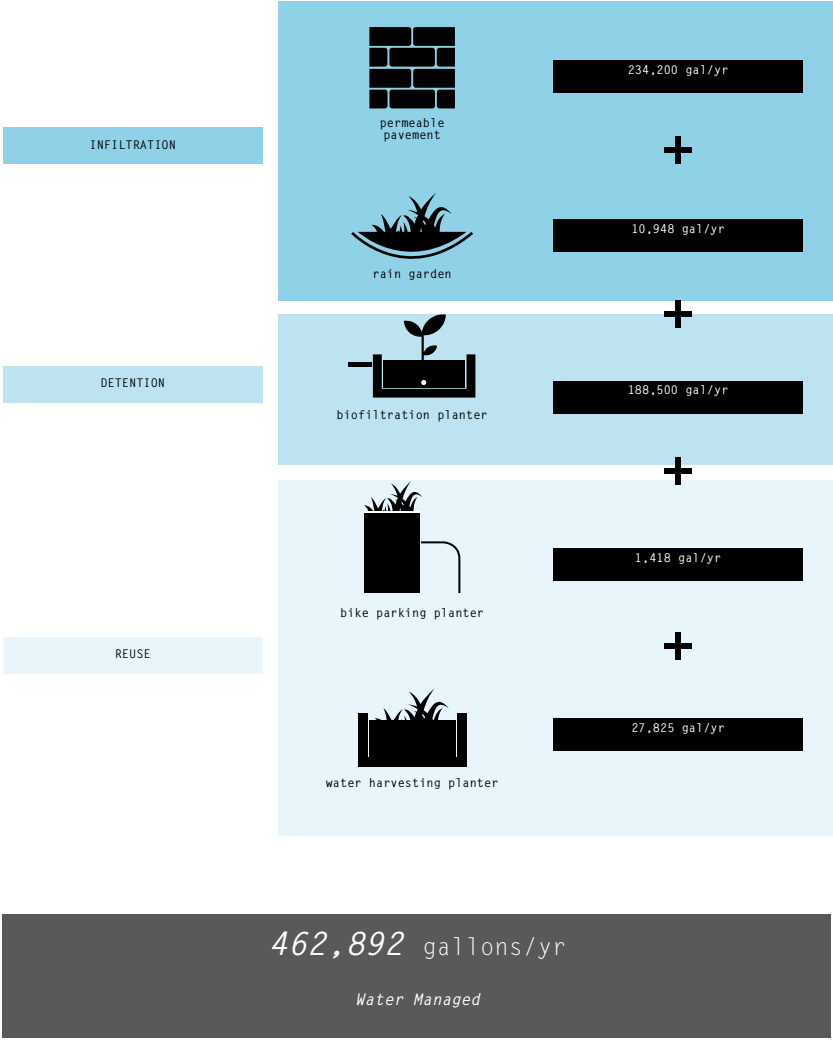 permeable
pavement
234,200 gal/yr
INFILTRATION
rain garden
10,948 gal/yr
DETENTION
biofiltration planter
188,500 gal/yr
bike parking planter
1,418 gal/yr
REUSE
water harvesting planter
27,825 gal/yr
462,892 gallons/yr
Water Managed